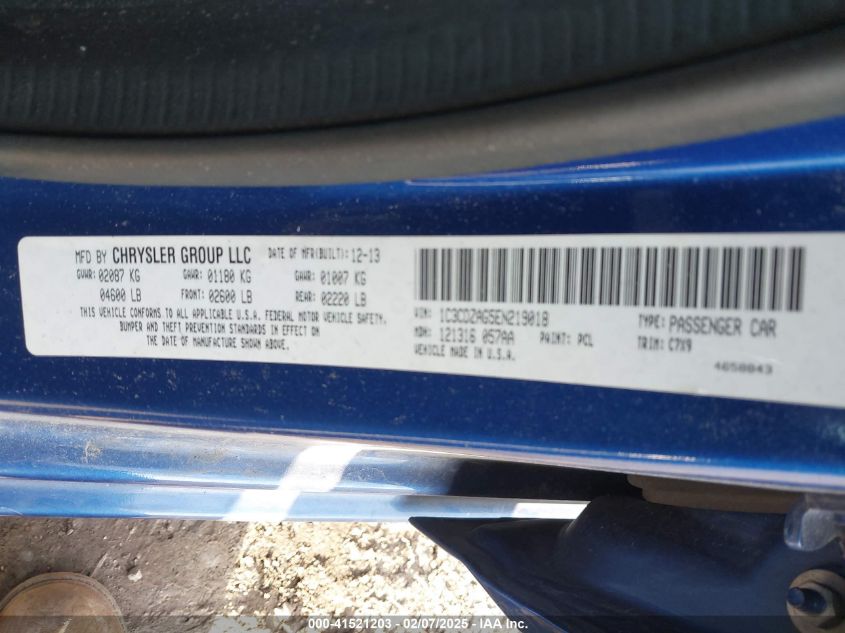 MFD BY CHRYSLER GROUP LLC DATE OF MFR(BUILT): 12-13
GVWR: 02087 KG GAWR: 01180 KG GAWR: 01007 KG
04600 LB FRONT: 02600 LB REAR: 02220 LB
THIS VEHICLE CONFORMS TO ALL APPLICABLE U.S.A. FEDERAL MOTOR VEHICLE SAFETY,
BUMPER AND THEFT PREVENTION STANDARDS IN EFFECT ON
THE DATE OF MANUFACTURE SHOWN ABOVE.
VIN: 1C3CDZAG5EN219018 TYPE: PASSENGER CAR
MDH: 121316 057AA PAINT: PCL TRIM: C7X9
VEHICLE MADE IN U.S.A. 4658843
000-41521203 - 02/07/2025 - IAA Inc.